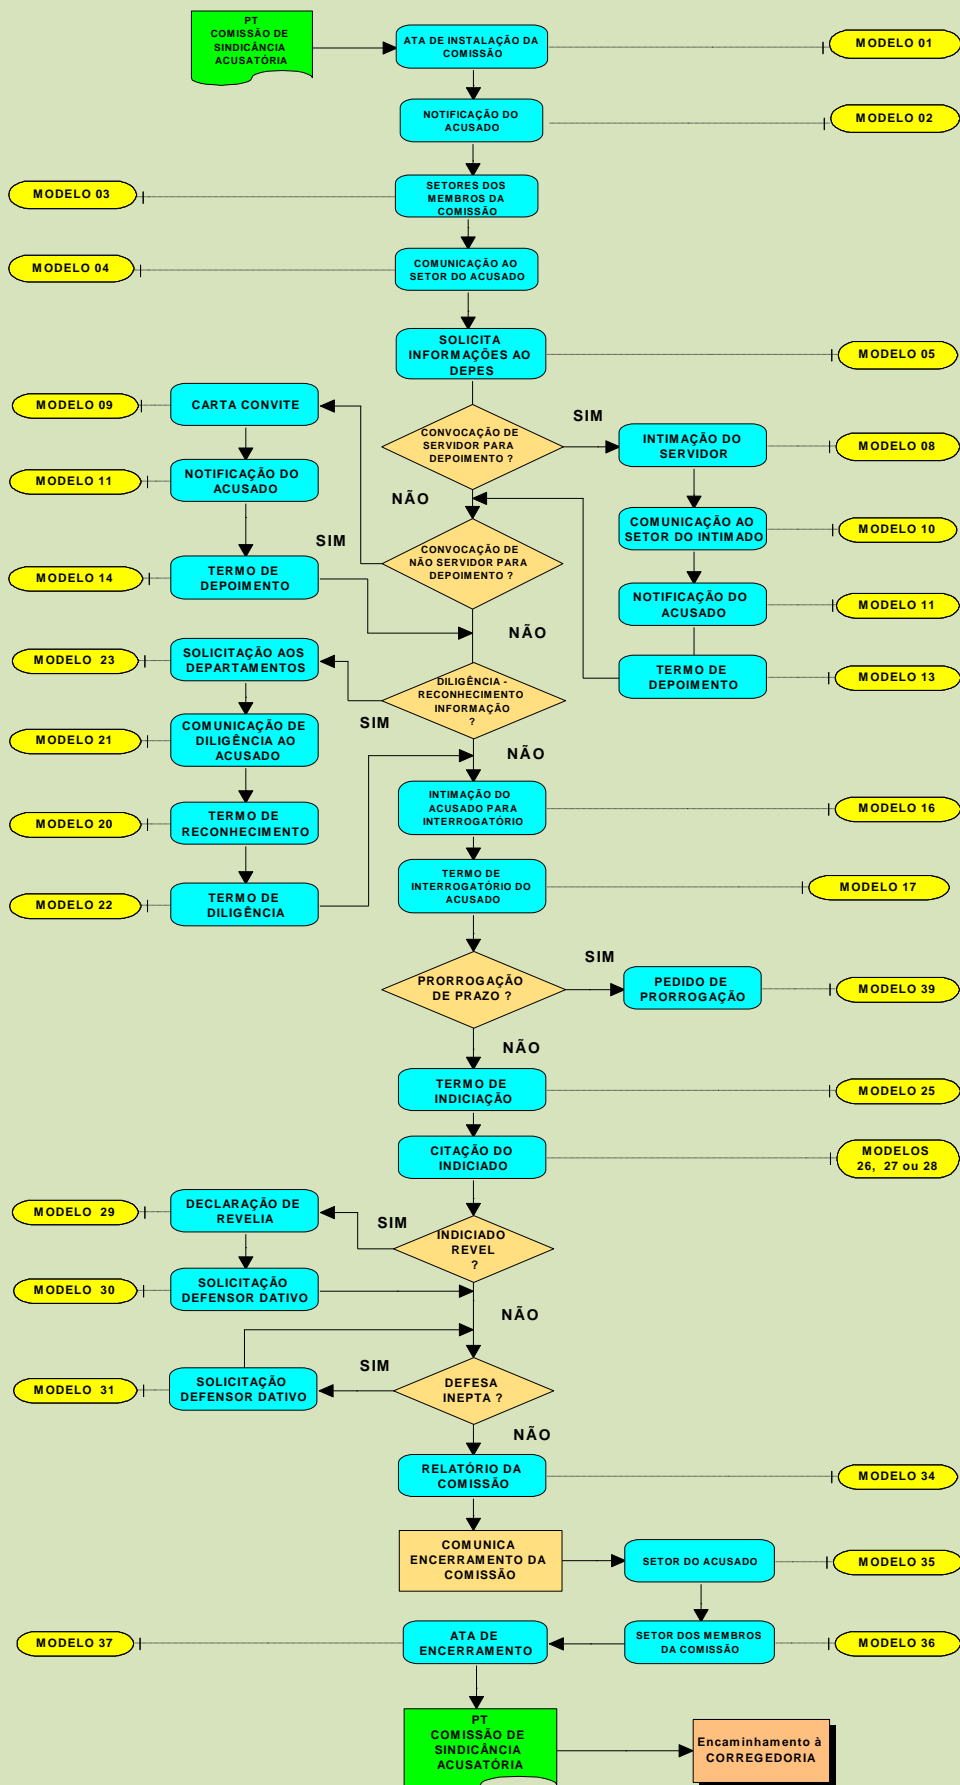 PT
COMISSÃO DE
SINDICÂNCIA
ACUSATÓRIA
ATA DE INSTALAÇÃO DA
COMISSÃO
MODELO 01
NOTIFICAÇÃO DO
ACUSADO
MODELO 02
MODELO 03
SETORES DOS
MEMBROS DA
COMISSÃO
MODELO 04
COMUNICAÇÃO AO
SETOR DO ACUSADO
SOLICITA
INFORMAÇÕES AO
DEPES
MODELO 05
MODELO 09
CARTA CONVITE
CONVOCAÇÃO DE
SERVIDOR PARA
DEPOIMENTO ?
SIM
INTIMAÇÃO DO
SERVIDOR
MODELO 08
MODELO 11
NOTIFICAÇÃO DO
ACUSADO
NÃO
SIM
COMUNICAÇÃO AO
SETOR DO INTIMADO
MODELO 10
MODELO 14
TERMO DE
DEPOIMENTO
CONVOCAÇÃO DE
NÃO SERVIDOR PARA
DEPOIMENTO ?
NOTIFICAÇÃO DO
ACUSADO
MODELO 11
NÃO
MODELO 23
SOLICITAÇÃO AOS
DEPARTAMENTOS
DILIGÊNCIA -
RECONHECIMENTO
INFORMAÇÃO
?
TERMO DE
DEPOIMENTO
MODELO 13
SIM
MODELO 21
COMUNICAÇÃO DE
DILIGÊNCIA AO
ACUSADO
NÃO
INTIMAÇÃO DO
ACUSADO PARA
INTERROGATÓRIO
MODELO 16
MODELO 20
TERMO DE
RECONHECIMENTO
TERMO DE
INTERROGATÓRIO DO
ACUSADO
MODELO 17
MODELO 22
TERMO DE
DILIGÊNCIA
PRORROGAÇÃO
DE PRAZO ?
SIM
PEDIDO DE
PRORROGAÇÃO
MODELO 39
NÃO
TERMO DE
INDICIAÇÃO
MODELO 25
CITAÇÃO DO
INDICIADO
MODELOS
26, 27 ou 28
MODELO 29
DECLARAÇÃO DE
REVELIA
SIM
INDICIADO
REVEL
?
MODELO 30
SOLICITAÇÃO
DEFENSOR DATIVO
NÃO
MODELO 31
SOLICITAÇÃO
DEFENSOR DATIVO
SIM
DEFESA
INEPTA ?
NÃO
RELATÓRIO DA
COMISSÃO
MODELO 34
COMUNICA
ENCERRAMENTO DA
COMISSÃO
SETOR DO ACUSADO
MODELO 35
MODELO 37
ATA DE
ENCERRAMENTO
SETOR DOS MEMBROS
DA COMISSÃO
MODELO 36
PT
COMISSÃO DE
SINDICÂNCIA
ACUSATÓRIA
Encaminhamento à
CORREGEDORIA